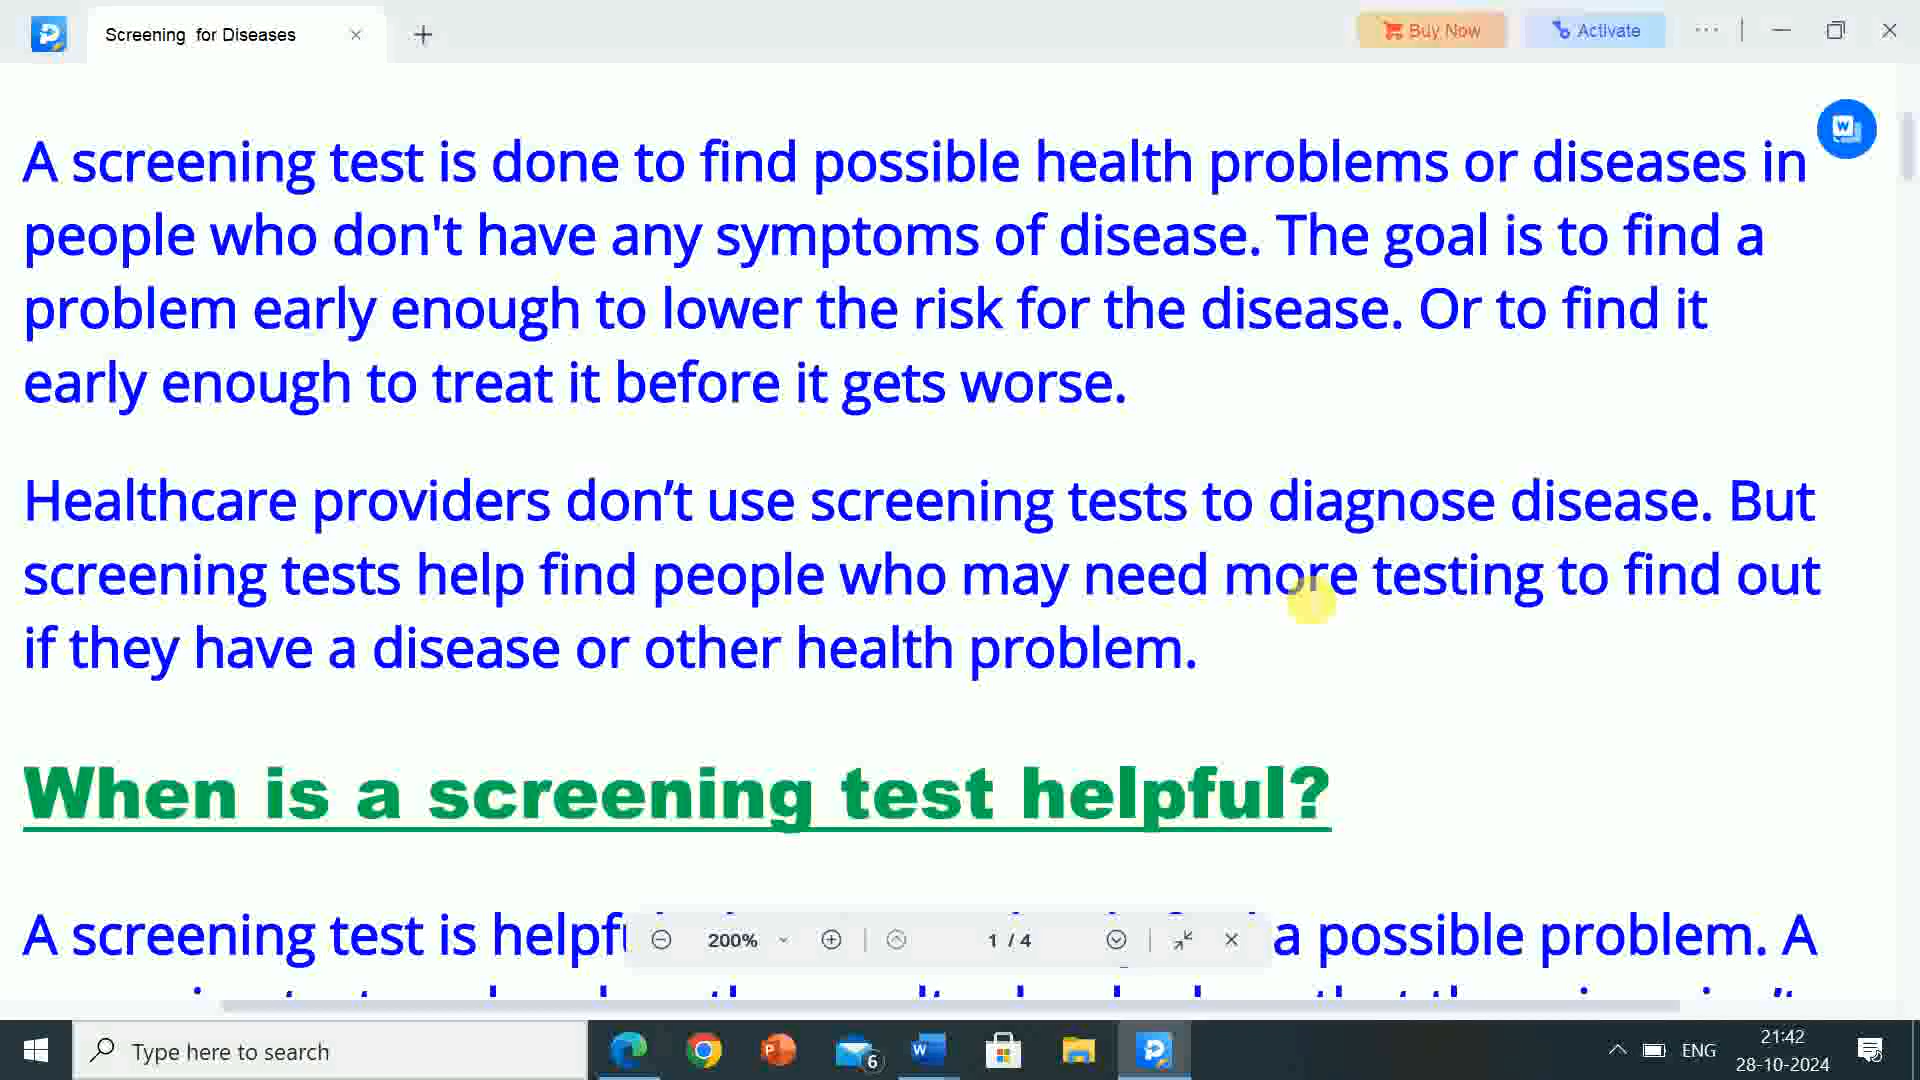 Screening for Diseases
Buy Now
Activate
A screening test is done to find possible health problems or diseases in
people who don't have any symptoms of disease. The goal is to find a
problem early enough to lower the risk for the disease. Or to find it
early enough to treat it before it gets worse.
Healthcare providers don’t use screening tests to diagnose disease. But
screening tests help find people who may need more testing to find out
if they have a disease or other health problem.
When is a screening test helpful?
A screening test is a possible problem. A
200%
1 / 4
Type here to search
6
ENG
21:42
28-10-2024